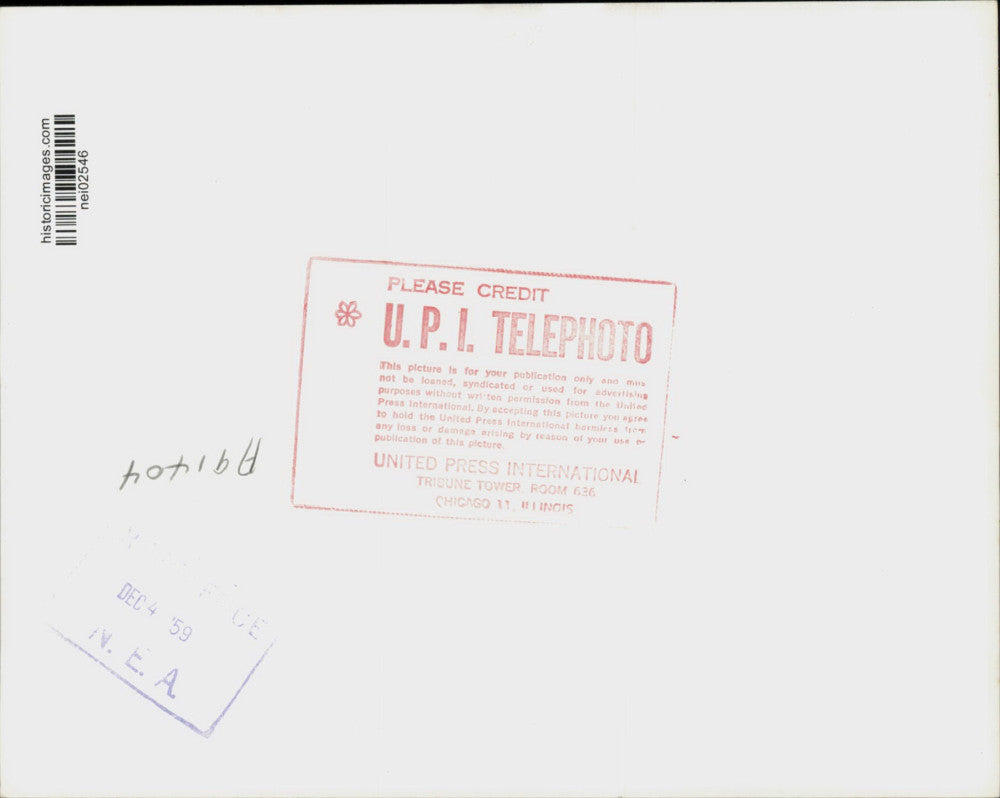 historicimages.com
nei02546
PLEASE CREDIT
U. P. I. TELEPHOTO
This picture is for your publication only and mus
not be loaned, syndicated or used for advertising
purposes without written permission from the United
Press International. By accepting this picture you agree
to hold the United Press International harmless from
any loss or damage arising by reason of your use or
publication of this picture.
UNITED PRESS INTERNATIONAL
TRIBUNE TOWER, ROOM 636
CHICAGO 11, ILLINOIS
A91404
DEC 4 '59
N. E. A